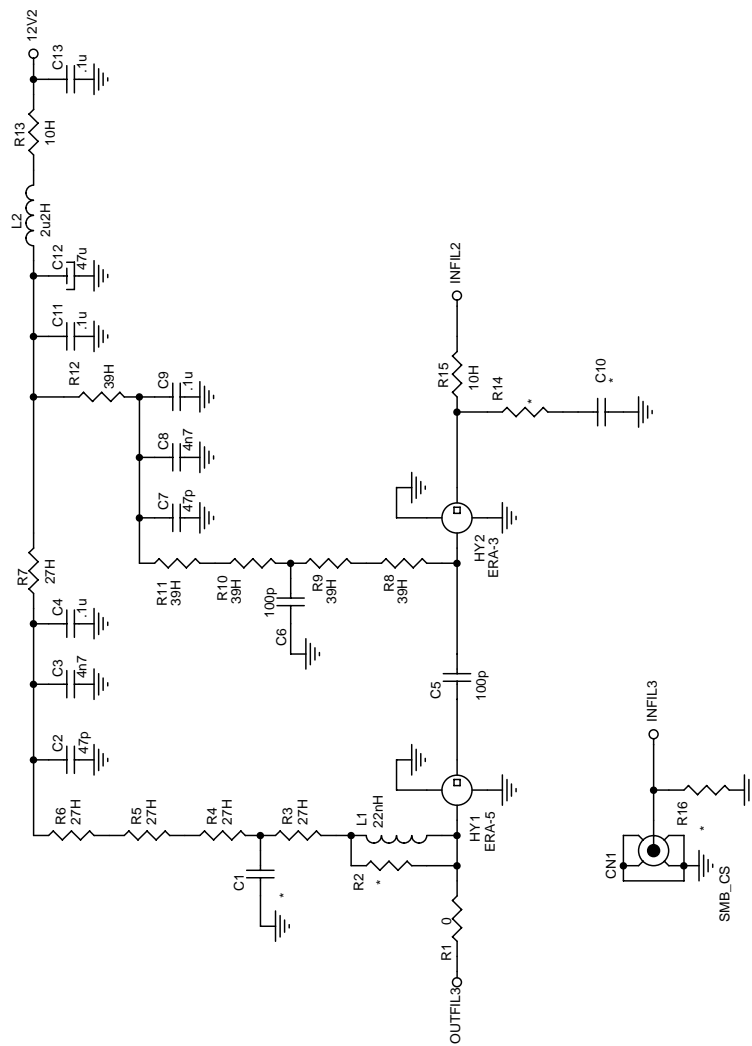 12V2
C13
.1u
R13
10H
L2
2u2H
C12
47u
C11
.1u
R12
39H
C9
.1u
C8
4n7
C7
47p
R7
27H
C4
.1u
C3
4n7
C2
47p
R11
39H
R10
39H
100p
C6
R9
39H
R8
39H
R6
27H
R5
27H
R4
27H
R3
27H
C1
*
L1
22nH
R2
*
R1
0
OUTFIL3
HY1
ERA-5
C5
100p
HY2
ERA-3
R15
10H
INFIL2
R14
*
C10
*
INFIL3
R16
*
CN1
SMB_CS